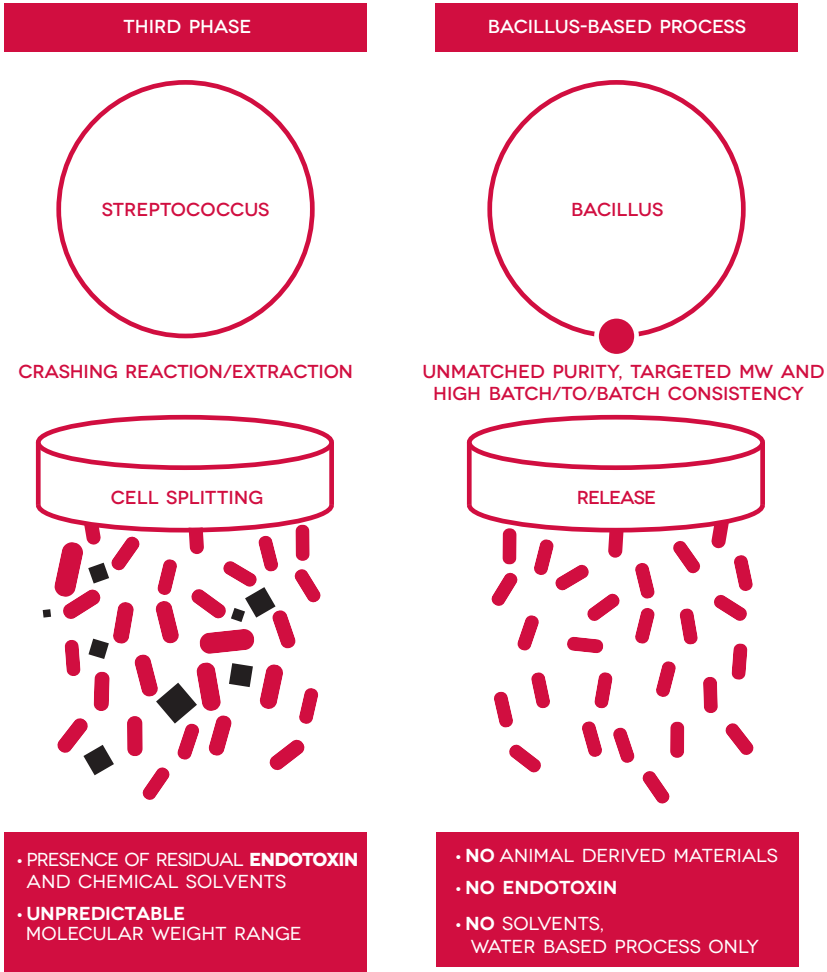 THIRD PHASE
STREPTOCOCCUS
CRASHING REACTION/EXTRACTION
CELL SPLITTING
• PRESENCE OF RESIDUAL ENDOTOXIN
AND CHEMICAL SOLVENTS
• UNPREDICTABLE
MOLECULAR WEIGHT RANGE
BACILLUS-BASED PROCESS
BACILLUS
UNMATCHED PURITY, TARGETED MW AND
HIGH BATCH/TO/BATCH CONSISTENCY
RELEASE
• NO ANIMAL DERIVED MATERIALS
• NO ENDOTOXIN
• NO SOLVENTS,
WATER BASED PROCESS ONLY